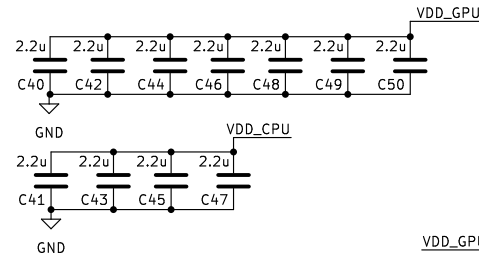 VDD_GPU
2.2u 2.2u 2.2u 2.2u 2.2u 2.2u 2.2u
C40 C42 C44 C46 C48 C49 C50
GND
VDD_CPU
2.2u 2.2u 2.2u 2.2u
C41 C43 C45 C47
GND
VDD_GPU